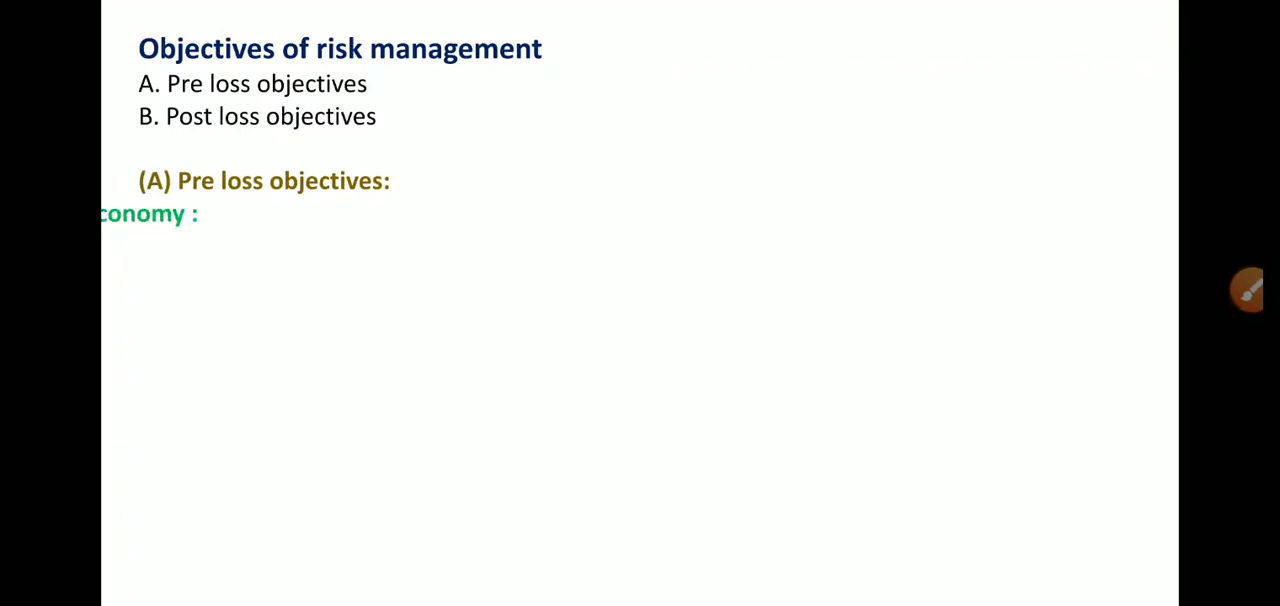 Objectives of risk management
A. Pre loss objectives
B. Post loss objectives
(A) Pre loss objectives:
conomy :